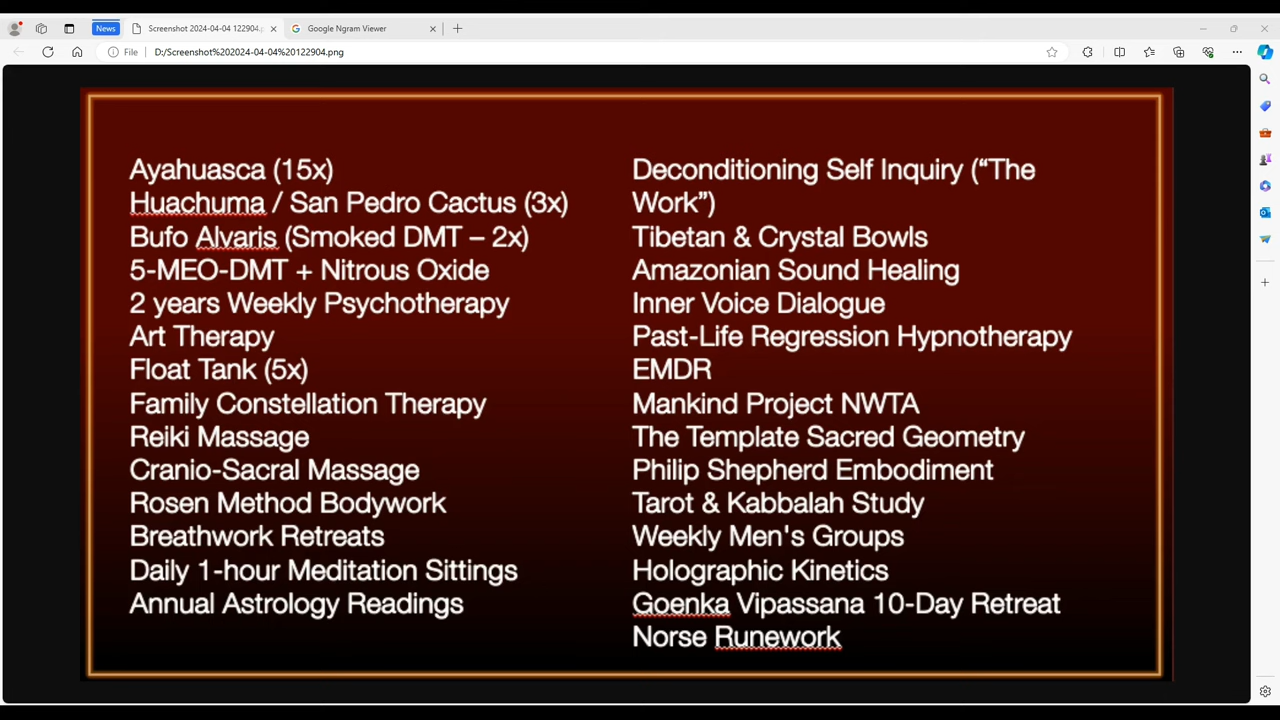 News
Screenshot 2024-04-04 122904.p
Google Ngram Viewer
File
D:/Screenshot%202024-04-04%20122904.png
Ayahuasca (15x)
Huachuma / San Pedro Cactus (3x)
Bufo Alvaris (Smoked DMT – 2x)
5-MEO-DMT + Nitrous Oxide
2 years Weekly Psychotherapy
Art Therapy
Float Tank (5x)
Family Constellation Therapy
Reiki Massage
Cranio-Sacral Massage
Rosen Method Bodywork
Breathwork Retreats
Daily 1-hour Meditation Sittings
Annual Astrology Readings
Deconditioning Self Inquiry (“The
Work”)
Tibetan & Crystal Bowls
Amazonian Sound Healing
Inner Voice Dialogue
Past-Life Regression Hypnotherapy
EMDR
Mankind Project NWTA
The Template Sacred Geometry
Philip Shepherd Embodiment
Tarot & Kabbalah Study
Weekly Men's Groups
Holographic Kinetics
Goenka Vipassana 10-Day Retreat
Norse Runework